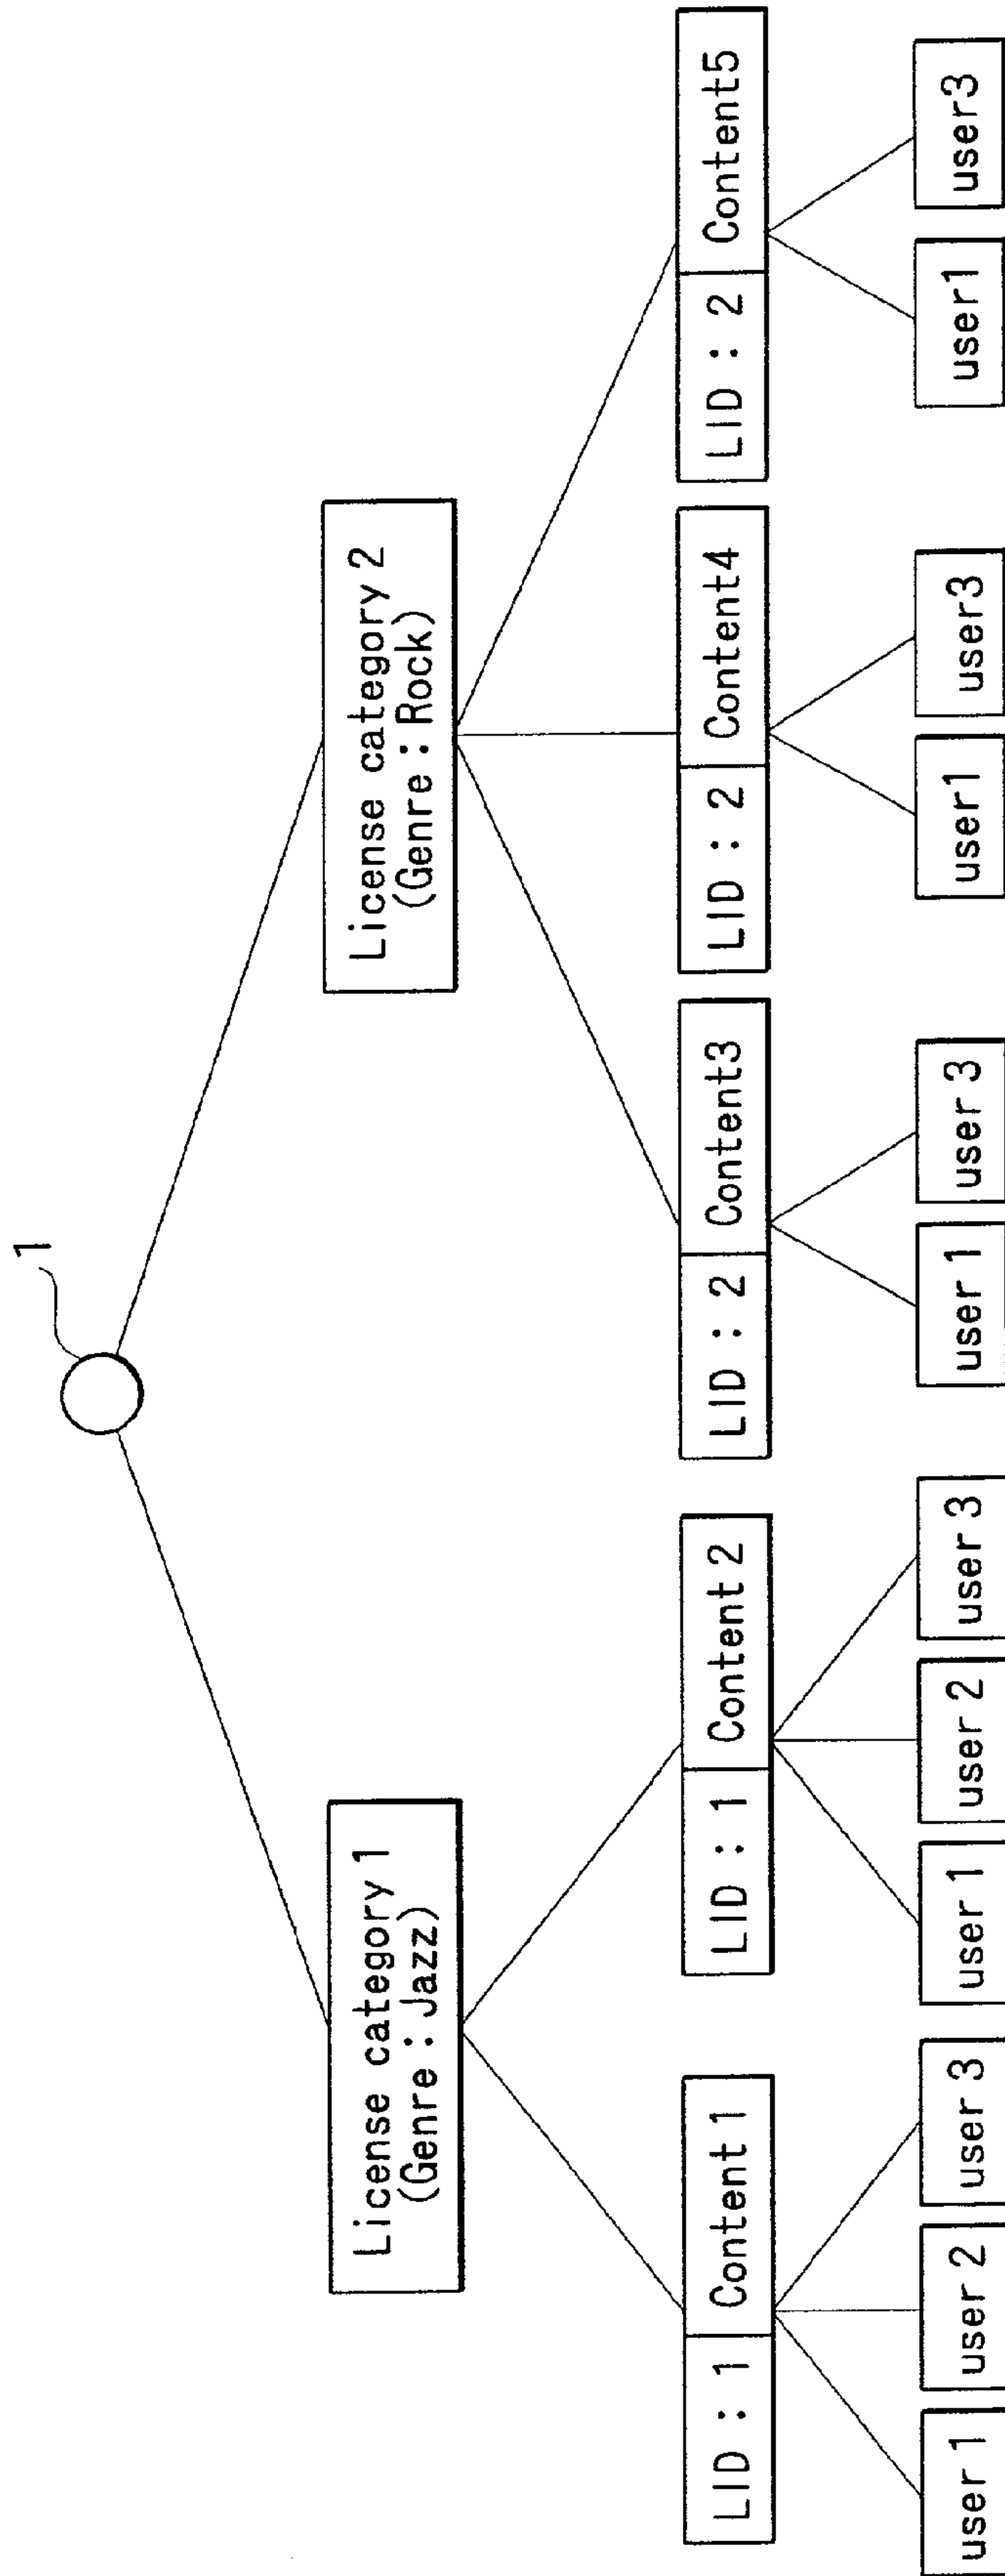 1
License category 1
(Genre : Jazz)
License category 2
(Genre : Rock)
LID : 1 Content 1
LID : 1 Content 2
LID : 2 Content3
LID : 2 Content4
LID : 2 Content5
user 1 user 2 user 3
user 1 user 2 user 3
user 1 user 3
user1 user3
user1 user3